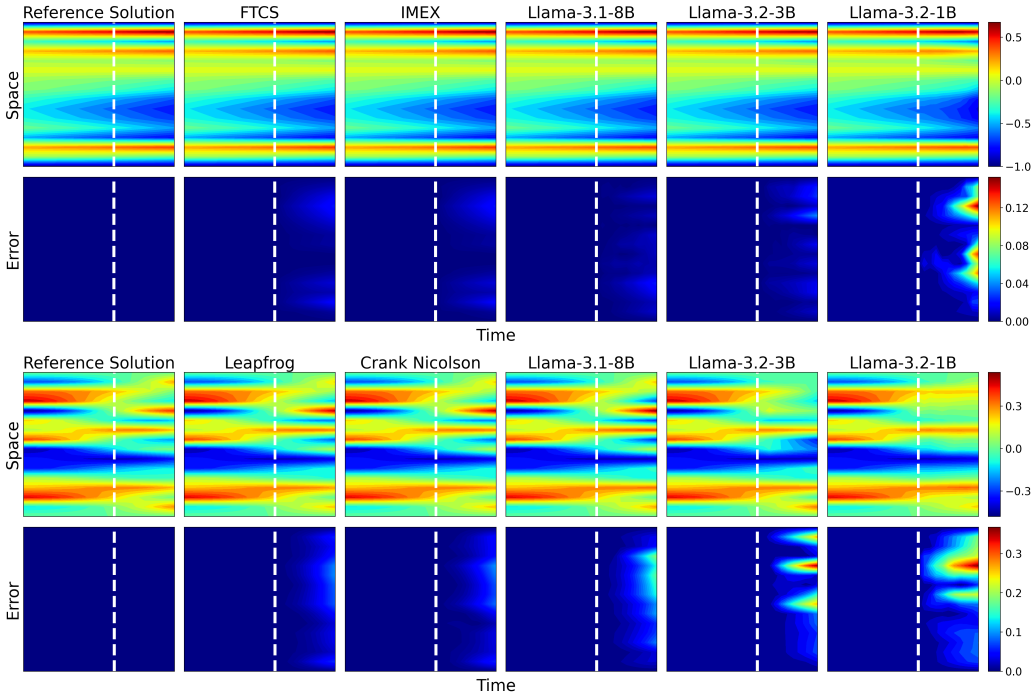 Reference Solution FTCS IMEX Llama-3.1-8B Llama-3.2-3B Llama-3.2-1B
Space
0.5
0.0
−0.5
−1.0
Error
0.12
0.08
0.04
0.00
Time
Reference Solution Leapfrog Crank Nicolson Llama-3.1-8B Llama-3.2-3B Llama-3.2-1B
Space
0.3
0.0
−0.3
Error
0.3
0.2
0.1
0.0
Time